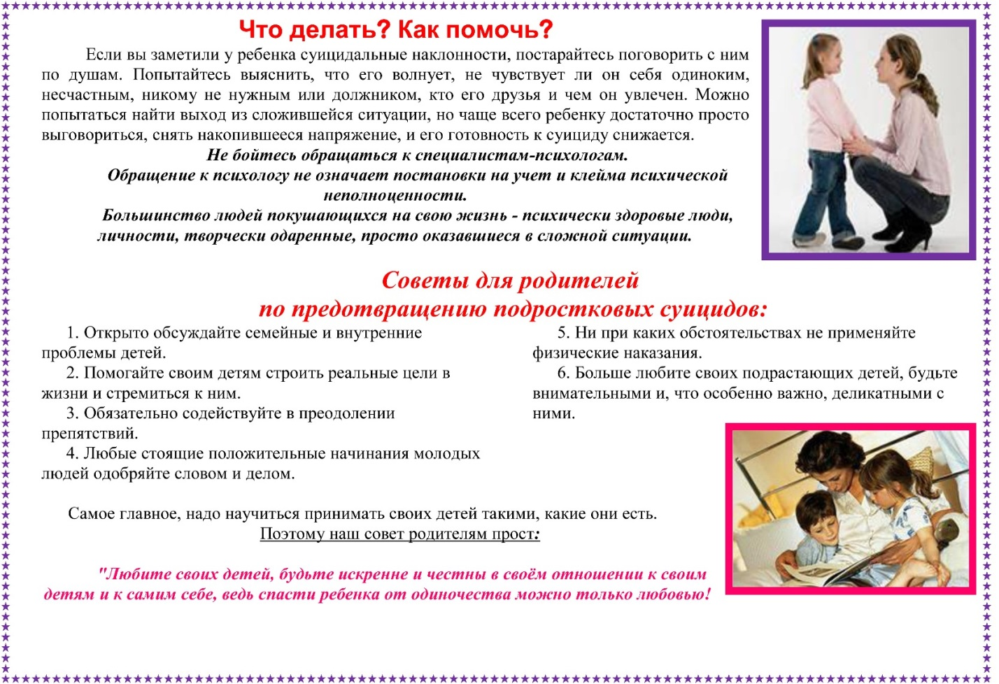 Что делать? Как помочь?
Если вы заметили у ребенка суицидальные наклонности, постарайтесь поговорить с ним
по душам. Попытайтесь выяснить, что его волнует, не чувствует ли он себя одиноким,
несчастным, никому не нужным или должником, кто его друзья и чем он увлечен. Можно
попытаться найти выход из сложившейся ситуации, но чаще всего ребенку достаточно просто
выговориться, снять накопившееся напряжение, и его готовность к суициду снижается.
Не бойтесь обращаться к специалистам-психологам.
Обращение к психологу не означает постановки на учет и клейма психической
неполноценности.
Большинство людей покушающихся на свою жизнь - психически здоровые люди,
личности, творчески одаренные, просто оказавшиеся в сложной ситуации.
Советы для родителей
по предотвращению подростковых суицидов:
1. Открыто обсуждайте семейные и внутренние
проблемы детей.
2. Помогайте своим детям строить реальные цели в
жизни и стремиться к ним.
3. Обязательно содействуйте в преодолении
препятствий.
4. Любые стоящие положительные начинания молодых
людей одобряйте словом и делом.
5. Ни при каких обстоятельствах не применяйте
физические наказания.
6. Больше любите своих подрастающих детей, будьте
внимательными и, что особенно важно, деликатными с
ними.
Самое главное, надо научиться принимать своих детей такими, какие они есть.
Поэтому наш совет родителям прост:
"Любите своих детей, будьте искренне и честны в своём отношении к своим
детям и к самим себе, ведь спасти ребенка от одиночества можно только любовью!